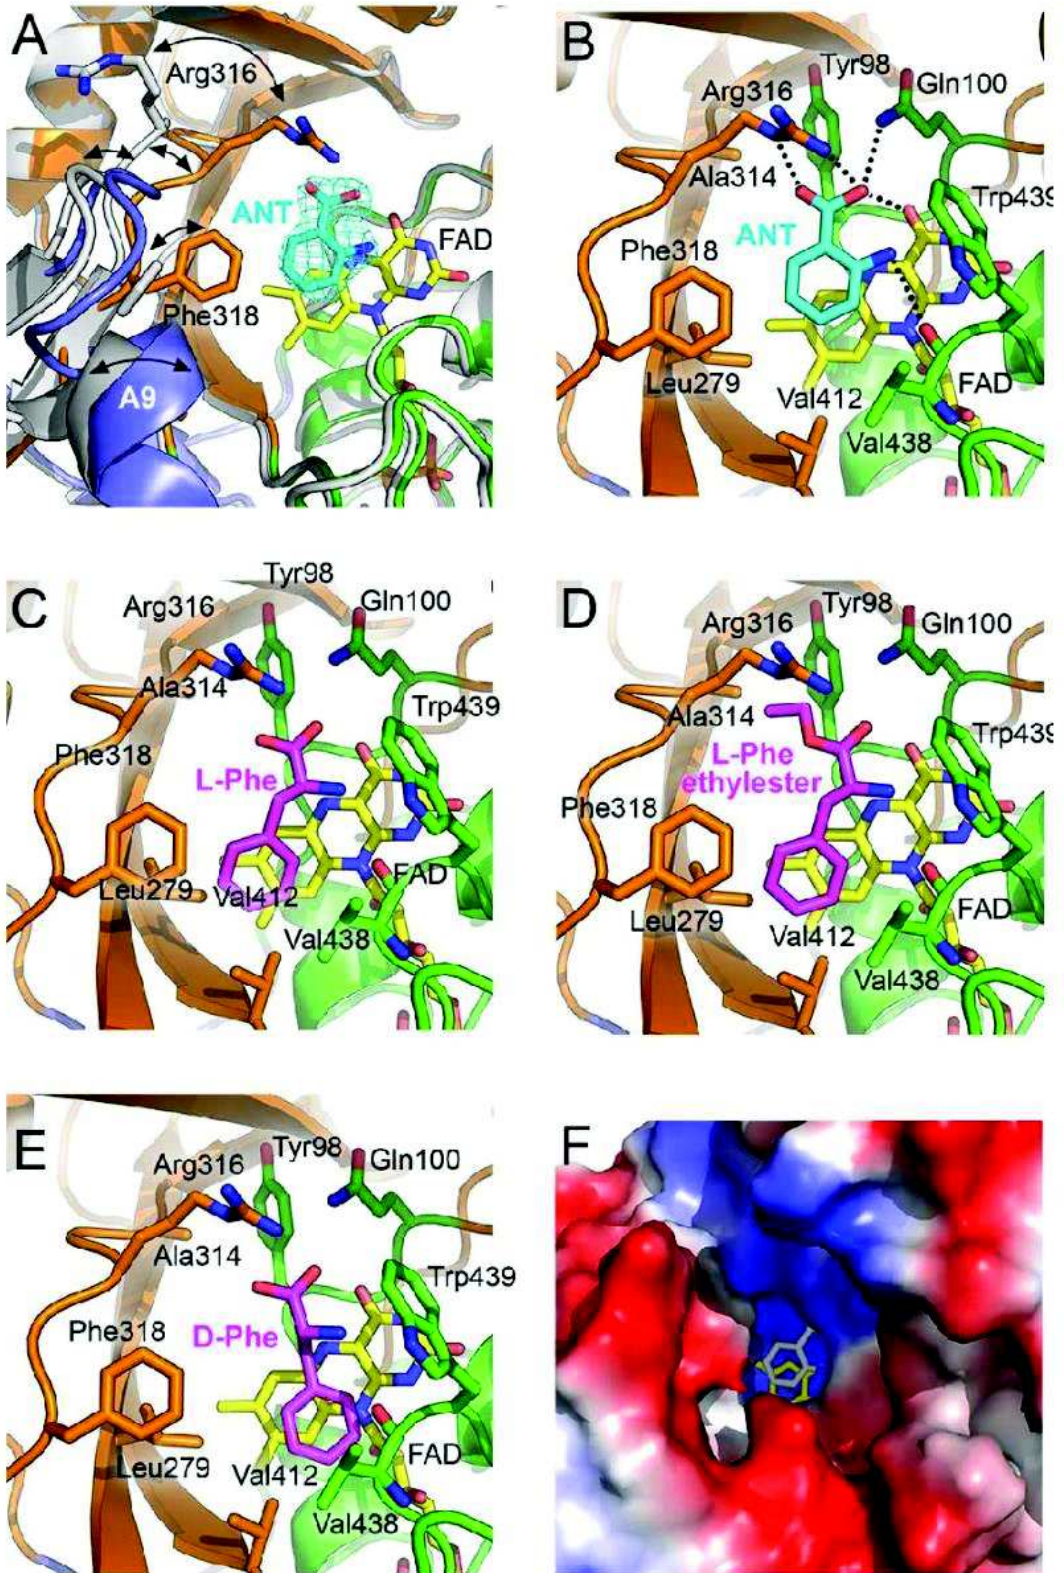 A
Arg316
ANT
FAD
Phe318
A9
B
Tyr98
Gln100
Arg316
Ala314
Trp439
ANT
Phe318
Leu279
FAD
Val412
Val438
C
Tyr98
Arg316
Gln100
Ala314
Trp439
Phe318
L-Phe
Leu279
FAD
Val412
Val438
D
Tyr98
Arg316
Gln100
Ala314
Trp439
L-Phe
ethylester
Phe318
Leu279
FAD
Val412
Val438
E
Tyr98
Arg316
Gln100
Ala314
Trp439
Phe318
D-Phe
Leu279
FAD
Val412
Val438
F